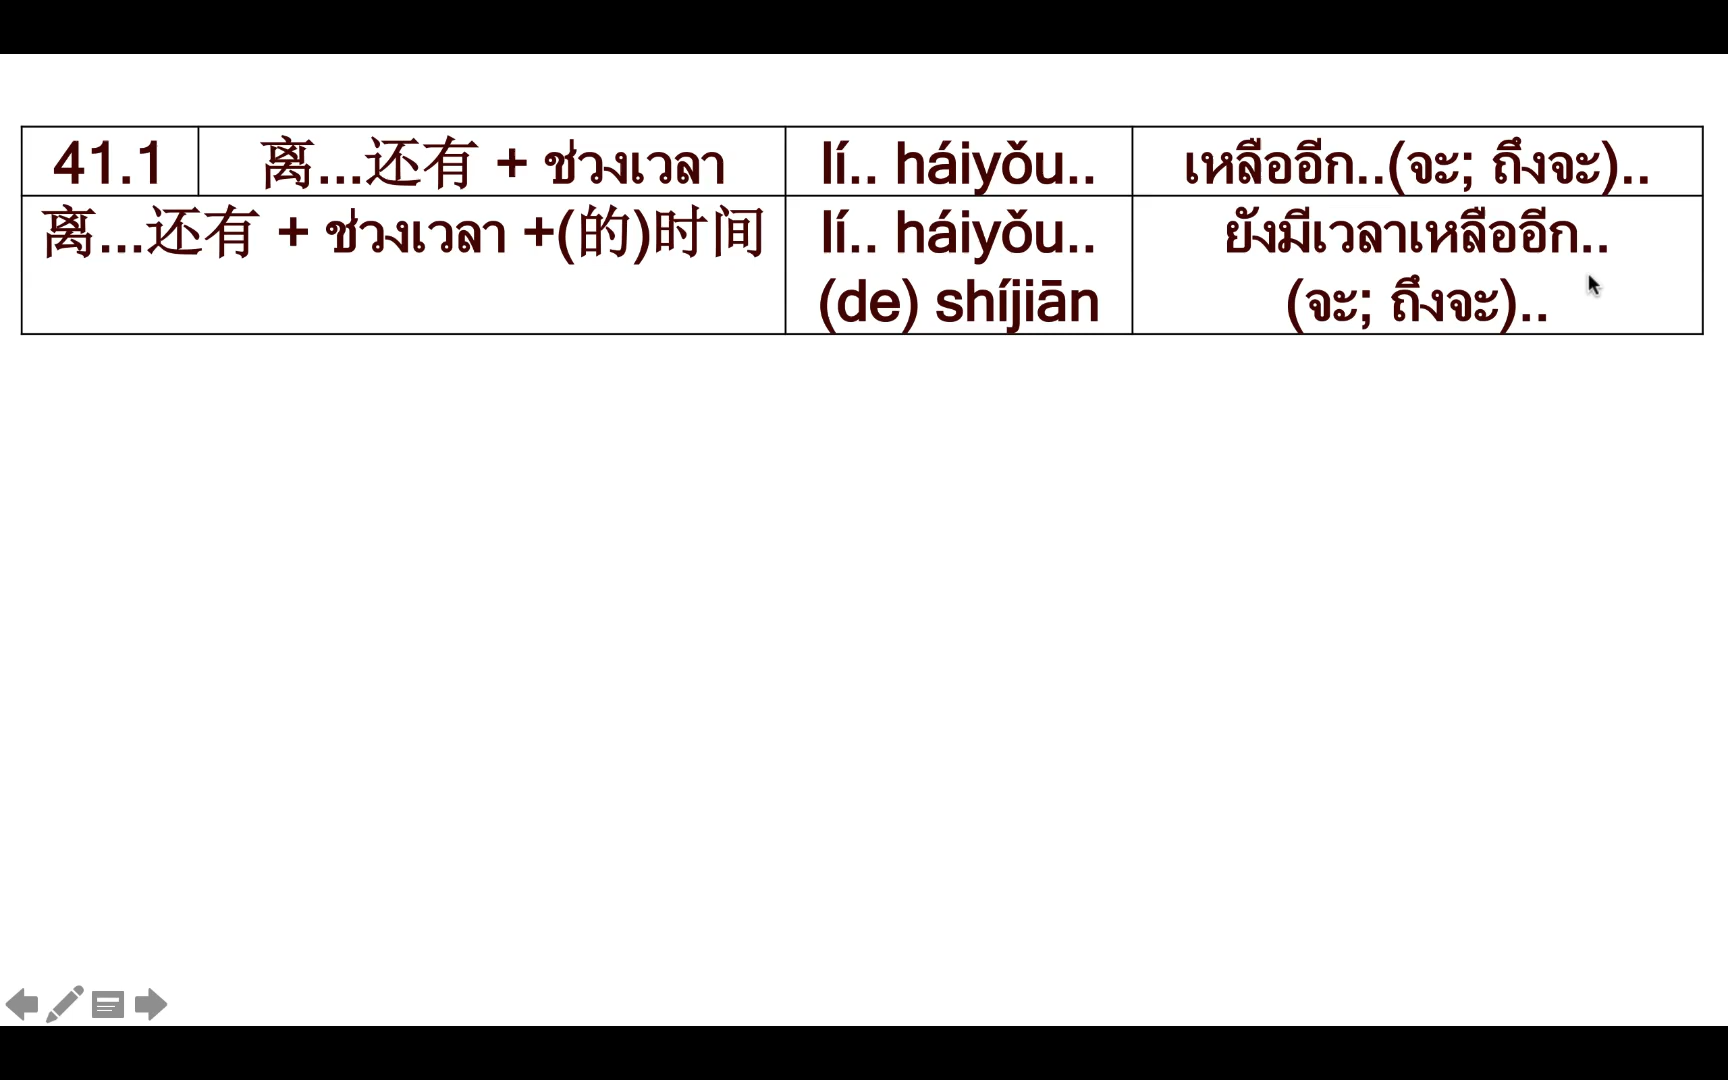 41.1 离...还有 + ช่วงเวลา lí.. háiyǒu.. เหลืออีก..(จะ; ถึงจะ)..
离...还有 + ช่วงเวลา +(的)时间 lí.. háiyǒu.. ยังมีเวลาเหลืออีก..
(de) shíjiān (จะ; ถึงจะ)..